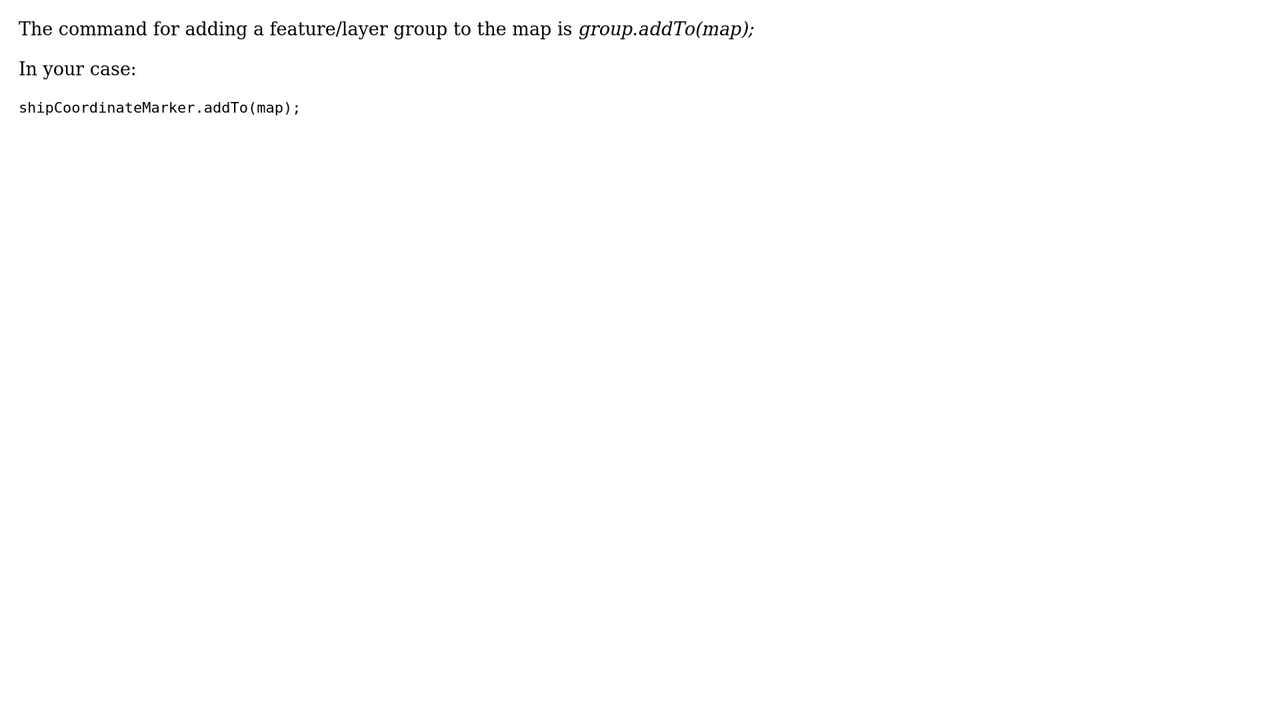 The command for adding a feature/layer group to the map is group.addTo(map);
In your case:
shipCoordinateMarker.addTo(map);